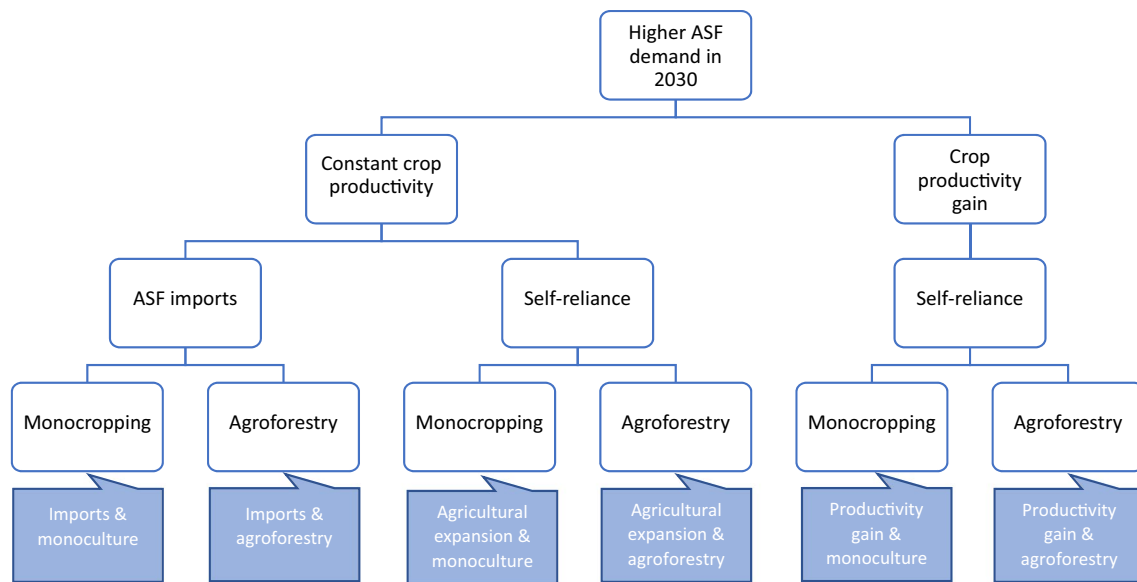 Higher ASF
demand in
2030
Constant crop
productivity
Crop
productivity
gain
ASF imports
Self-reliance
Self-reliance
Monocropping
Agroforestry
Monocropping
Agroforestry
Monocropping
Agroforestry
Imports &
monoculture
Imports &
agroforestry
Agricultural
expansion &
monoculture
Agricultural
expansion &
agroforestry
Productivity
gain &
monoculture
Productivity
gain &
agroforestry